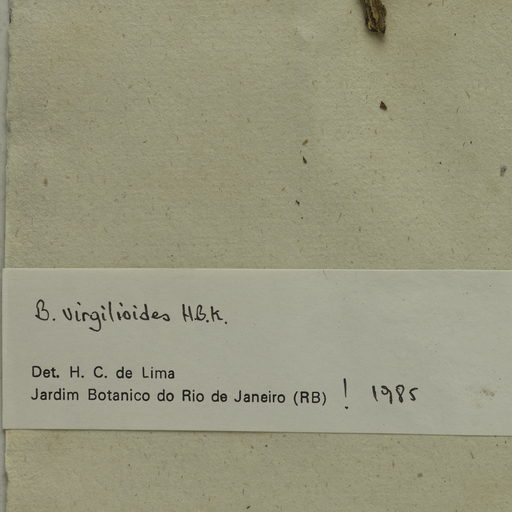 B. virgilioides H.B.K.
Det. H. C. de Lima
Jardim Botanico do Rio de Janeiro (RB) ! 1985